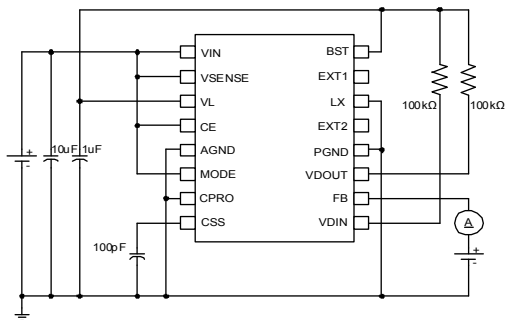 VIN
VSENSE
VL
CE
AGND
MODE
CPRO
CSS
BST
EXT1
LX
EXT2
PGND
VDOUT
FB
VDIN
100kΩ
100kΩ
10uF
1uF
100pF
A
+
-
+
-